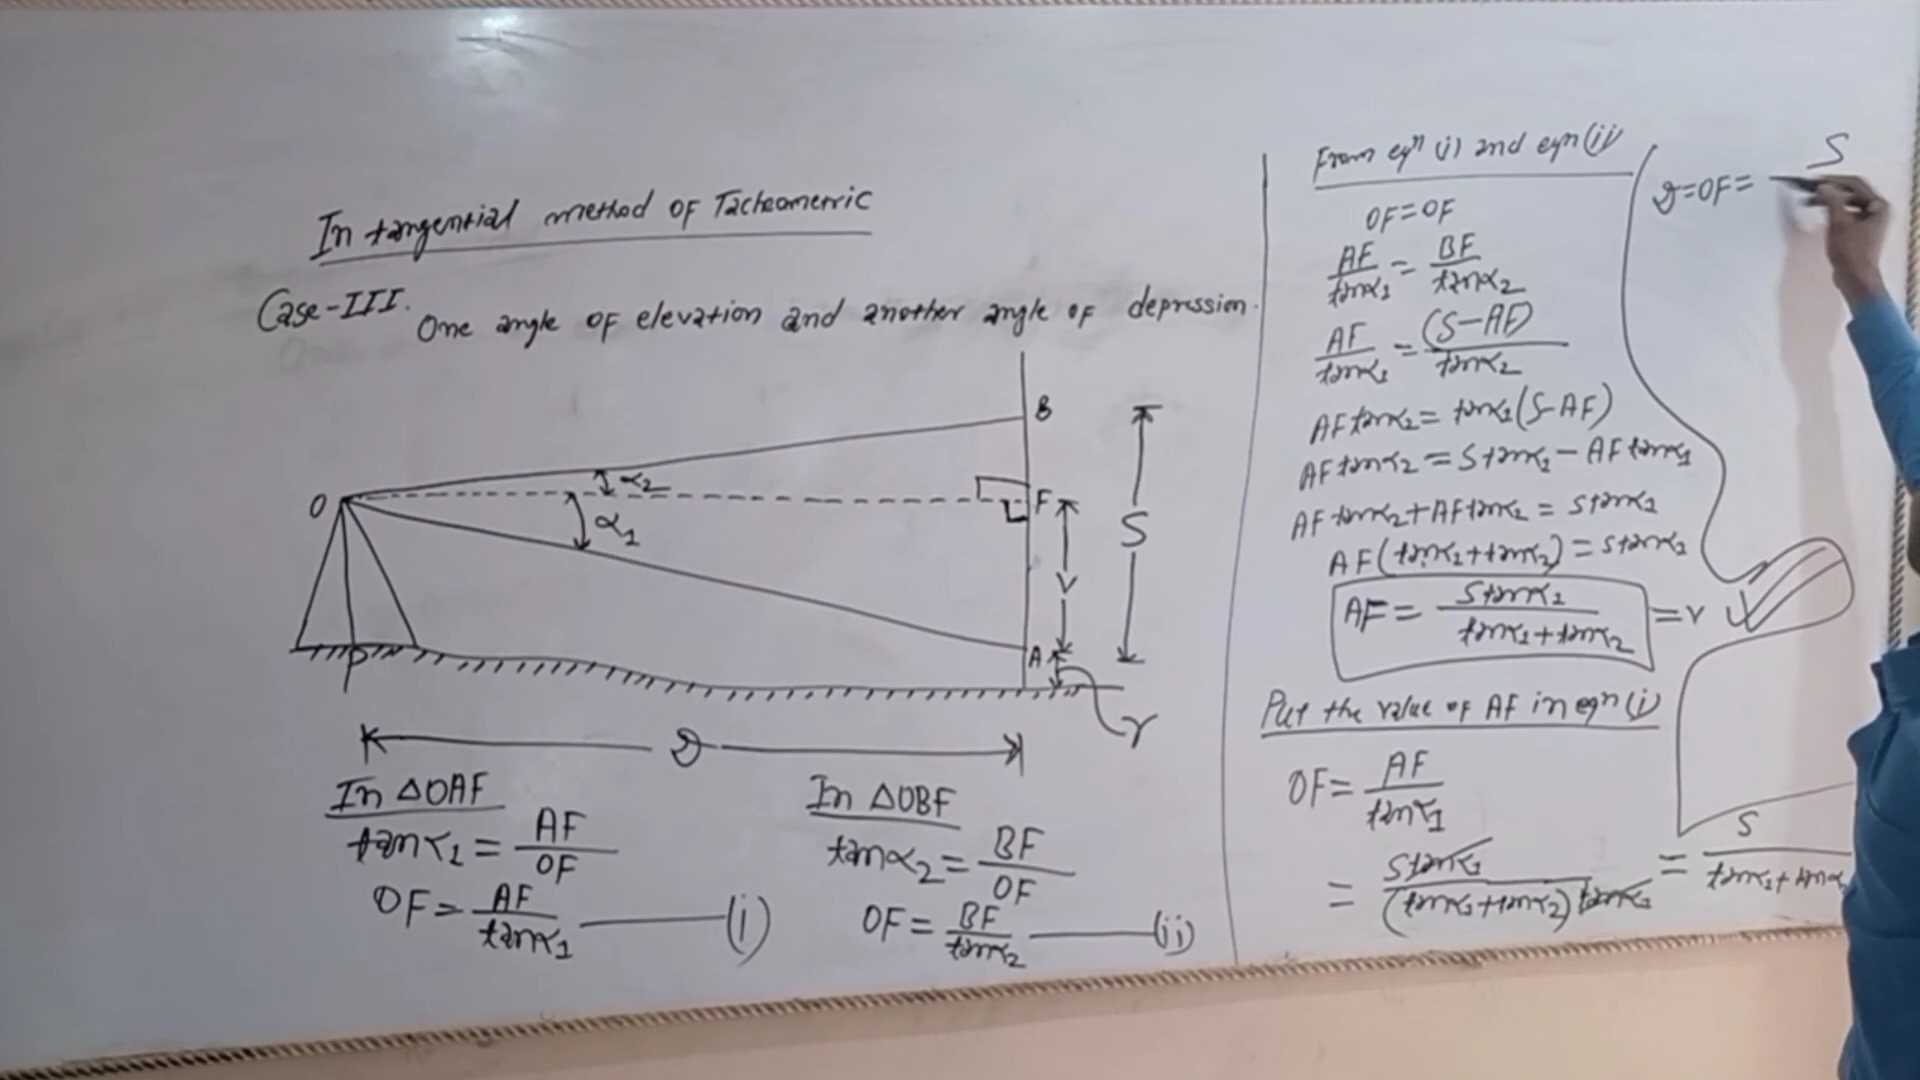 In tangential method OF Tacheometric
Case-III. One angle OF elevation and another angle OF depression.
B
O
α2
F
α1
S
V
A
P
r
D
In △OAF
tanα1 = AF/OF
OF = AF/tanα1 —— (i)
In △OBF
tanα2 = BF/OF
OF = BF/tanα2 —— (ii)
From eqn (i) and eqn (ii)
OF=OF
AF/tanα1 = BF/tanα2
AF/tanα1 = (S-AF)/tanα2
AF tanα2 = tanα1 (S-AF)
AF tanα2 = S tanα1 - AF tanα1
AF tanα2 + AF tanα1 = S tanα1
AF (tanα1 + tanα2) = S tanα1
AF = S tanα1/tanα1 + tanα2 = V
Put the value of AF in eqn (i)
OF = AF/tanα1
= S tanα1/(tanα1 + tanα2) tanα1 = S/tanα1 + tanα2
D = OF = S